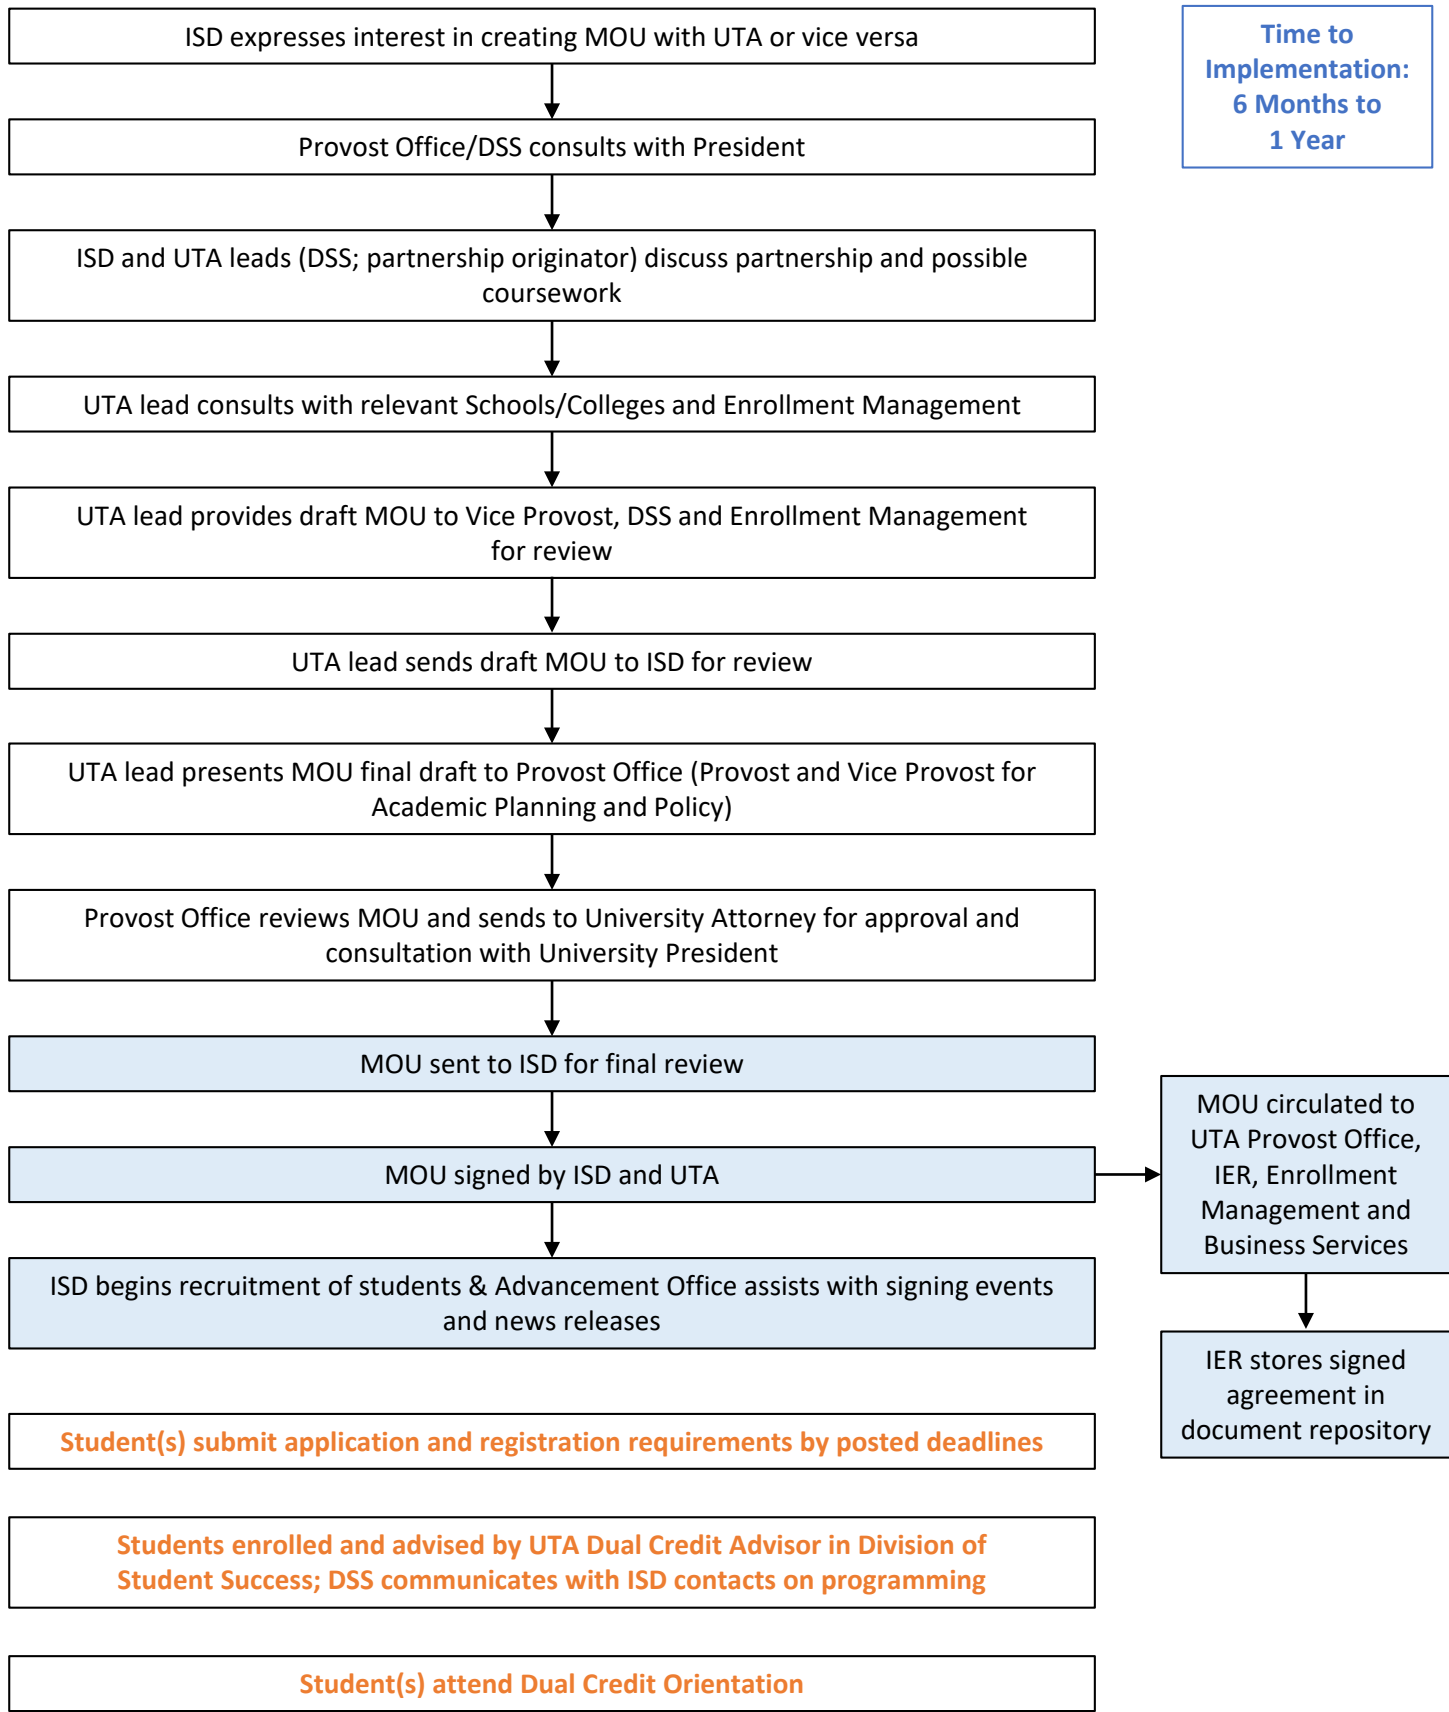 ISD expresses interest in creating MOU with UTA or vice versa
Time to
Implementation:
6 Months to
1 Year
Provost Office/DSS consults with President
ISD and UTA leads (DSS; partnership originator) discuss partnership and possible
coursework
UTA lead consults with relevant Schools/Colleges and Enrollment Management
UTA lead provides draft MOU to Vice Provost, DSS and Enrollment Management
for review
UTA lead sends draft MOU to ISD for review
UTA lead presents MOU final draft to Provost Office (Provost and Vice Provost for
Academic Planning and Policy)
Provost Office reviews MOU and sends to University Attorney for approval and
consultation with University President
MOU sent to ISD for final review
MOU signed by ISD and UTA
MOU circulated to
UTA Provost Office,
IER, Enrollment
Management and
Business Services
ISD begins recruitment of students & Advancement Office assists with signing events
and news releases
IER stores signed
agreement in
document repository
Student(s) submit application and registration requirements by posted deadlines
Students enrolled and advised by UTA Dual Credit Advisor in Division of
Student Success; DSS communicates with ISD contacts on programming
Student(s) attend Dual Credit Orientation